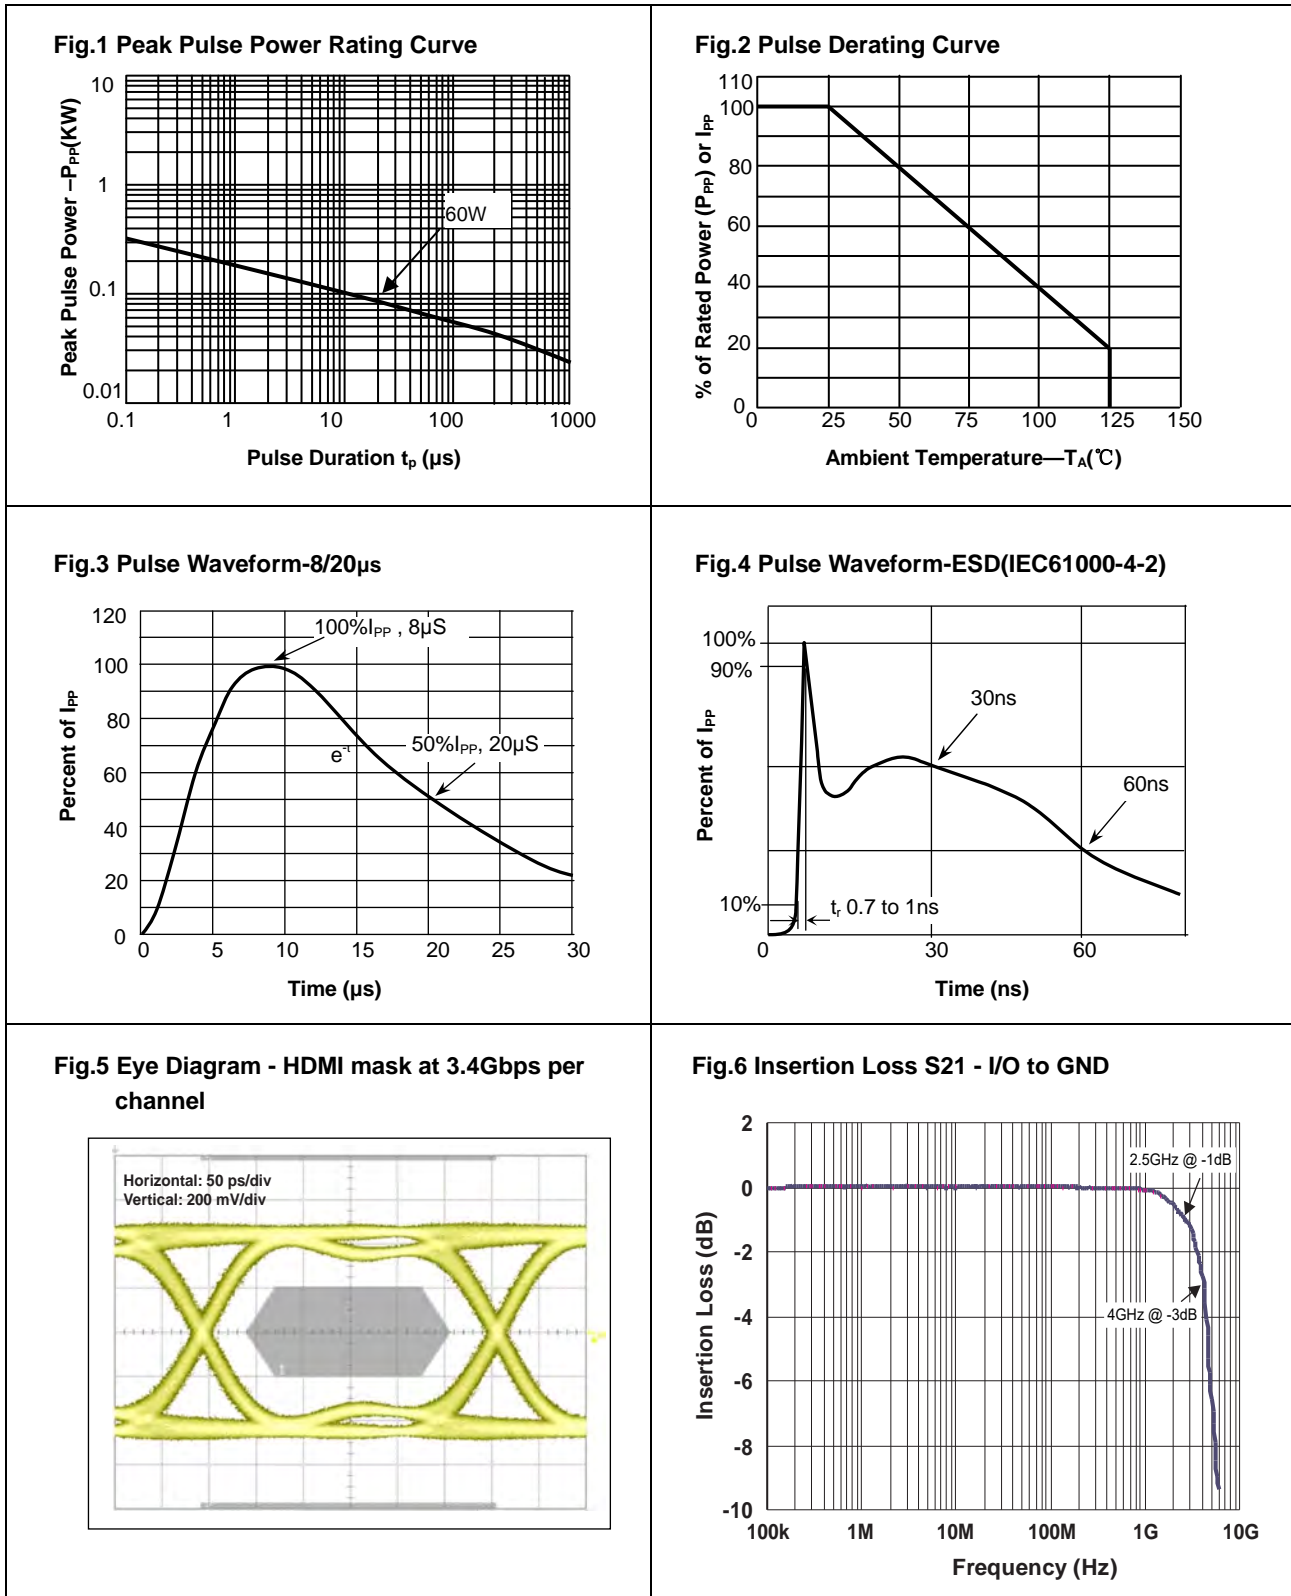 Fig.1 Peak Pulse Power Rating Curve
Peak Pulse Power –PPP(KW)
10
1
0.1
0.01
60W
0.1 1 10 100 1000
Pulse Duration tp (µs)
Fig.2 Pulse Derating Curve
% of Rated Power (PPP) or IPP
110
100
80
60
40
20
0
0 25 50 75 100 125 150
Ambient Temperature—TA(℃)
Fig.3 Pulse Waveform-8/20µs
Percent of IPP
120
100
80
60
40
20
0
100%IPP , 8µS
e-t
50%IPP, 20µS
0 5 10 15 20 25 30
Time (µs)
Fig.4 Pulse Waveform-ESD(IEC61000-4-2)
Percent of IPP
100%
90%
10%
30ns
60ns
tr 0.7 to 1ns
0 30 60
Time (ns)
Fig.5 Eye Diagram - HDMI mask at 3.4Gbps per
channel
Horizontal: 50 ps/div
Vertical: 200 mV/div
Fig.6 Insertion Loss S21 - I/O to GND
Insertion Loss (dB)
2
0
-2
-4
-6
-8
-10
2.5GHz @ -1dB
4GHz @ -3dB
100k 1M 10M 100M 1G 10G
Frequency (Hz)